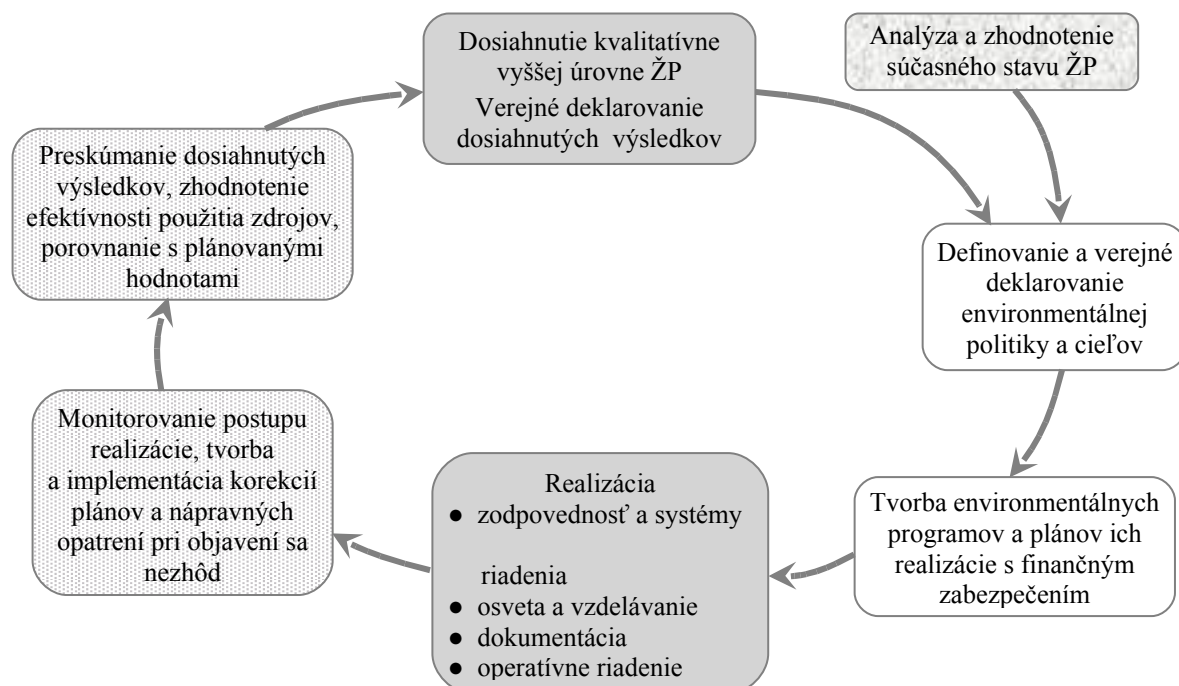 Dosiahnutie kvalitatívne
vyššej úrovne ŽP
Verejné deklarovanie
dosiahnutých výsledkov
Analýza a zhodnotenie
súčasného stavu ŽP
Definovanie a verejné
deklarovanie
environmentálnej
politiky a cieľov
Tvorba environmentálnych
programov a plánov ich
realizácie s finančným
zabezpečením
Realizácia
● zodpovednosť a systémy
riadenia
● osveta a vzdelávanie
● dokumentácia
● operatívne riadenie
Monitorovanie postupu
realizácie, tvorba
a implementácia korekcií
plánov a nápravných
opatrení pri objavení sa
nezhôd
Preskúmanie dosiahnutých
výsledkov, zhodnotenie
efektívnosti použitia zdrojov,
porovnanie s plánovanými
hodnotami